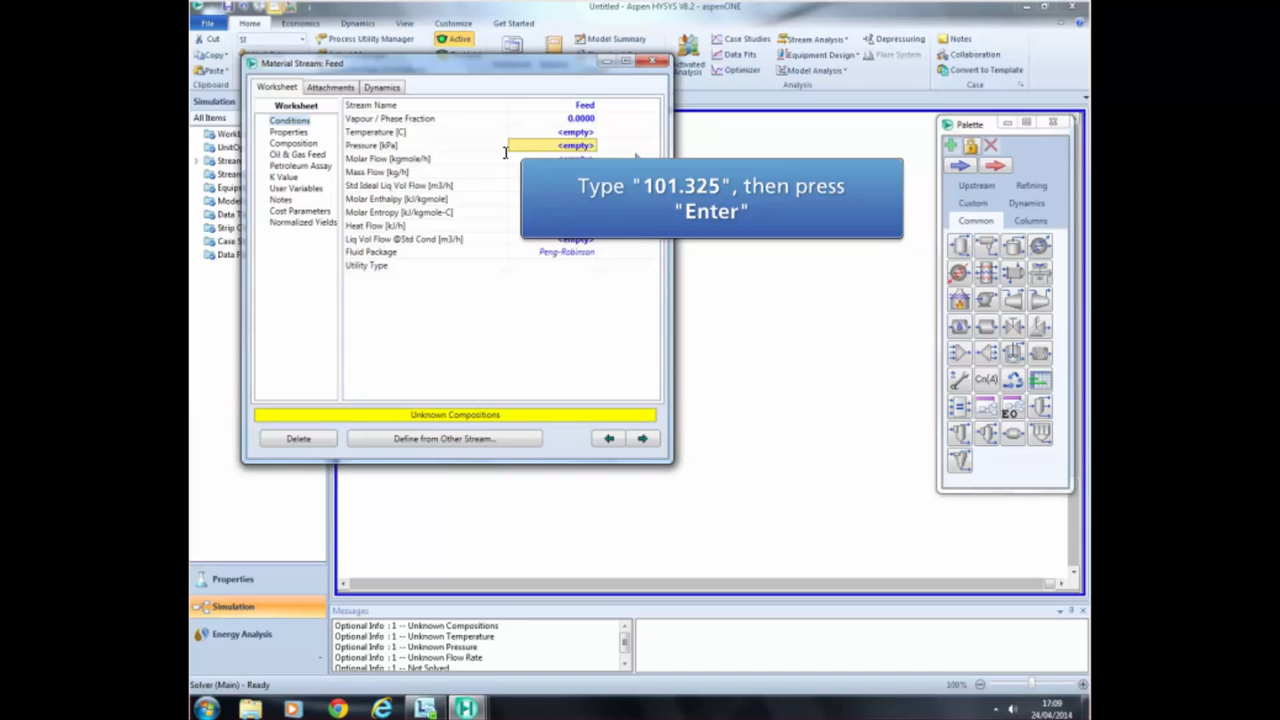 Untitled - Aspen HYSYS V8.2 - aspenONE
File Home Economics Dynamics View Customize Get Started
Cut SI Process Utility Manager Active Model Summary Case Studies Stream Analysis Depressuring Notes
Copy Data Fits Equipment Design Flare System Collaboration
Paste Analysis Optimizer Model Analysis Convert to Template
Clipboard Analysis Case
Material Stream: Feed
Simulation
All Items
Worksheet Attachments Dynamics
Worksheet
Conditions
Properties
Composition
Oil & Gas Feed
Petroleum Assay
K Value
User Variables
Notes
Cost Parameters
Normalized Yields
Stream Name Feed
Vapour / Phase Fraction 0.0000
Temperature [C] <empty>
Pressure [kPa] <empty>
Molar Flow [kgmole/h]
Mass Flow [kg/h]
Std Ideal Liq Vol Flow [m3/h]
Molar Enthalpy [kJ/kgmole]
Molar Entropy [kJ/kgmole-C]
Heat Flow [kJ/h]
Liq Vol Flow @Std Cond [m3/h] <empty>
Fluid Package Peng-Robinson
Utility Type
Type "101.325", then press
"Enter"
Unknown Compositions
Delete Define from Other Stream...
Palette
Upstream Refining
Custom Dynamics
Common Columns
Cn(A)
EO
Properties
Simulation
Energy Analysis
Messages
Optional Info : 1 -- Unknown Compositions
Optional Info : 1 -- Unknown Temperature
Optional Info : 1 -- Unknown Pressure
Optional Info : 1 -- Unknown Flow Rate
Optional Info : 1 -- Not Solved
Solver (Main) - Ready 100%
17:09
24/04/2014